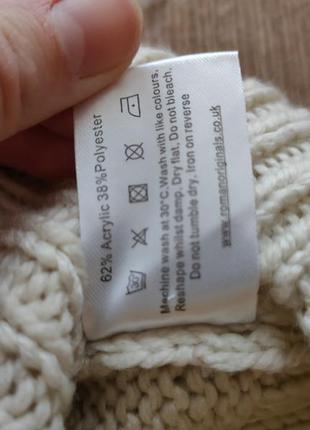 62% Acrylic 38%Polyester
30°
Machine wash at 30°C,Wash with like colours,
Reshape whilst damp, Dry flat, Do not bleach,
Do not tumble dry, Iron on reverse
www.romanoriginals.co.uk